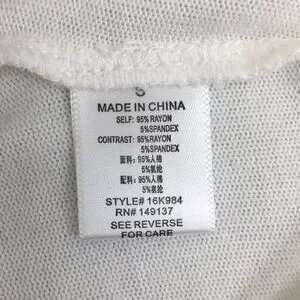 S
MADE IN CHINA
SELF: 95%RAYON
5%SPANDEX
CONTRAST: 95%RAYON
5%SPANDEX
面料: 95%人棉
5%氨纶
配料: 95%人棉
5%氨纶
STYLE# 16K984
RN# 149137
SEE REVERSE
FOR CARE